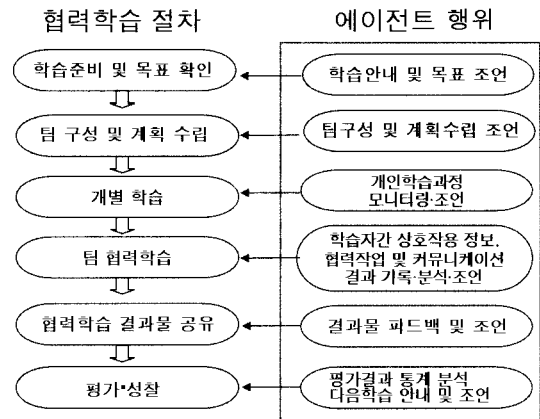 협력학습 절차
에이전트 행위
학습준비 및 목표 확인
학습안내 및 목표 조언
팀 구성 및 계획 수립
팀구성 및 계획수립 조언
개별 학습
개인학습과정
모니터링·조언
팀 협력학습
학습자간 상호작용 정보,
협력작업 및 커뮤니케이션
결과 기록·분석·조언
협력학습 결과물 공유
결과물 피드백 및 조언
평가·성찰
평가결과 통계 분석
다음학습 안내 및 조언